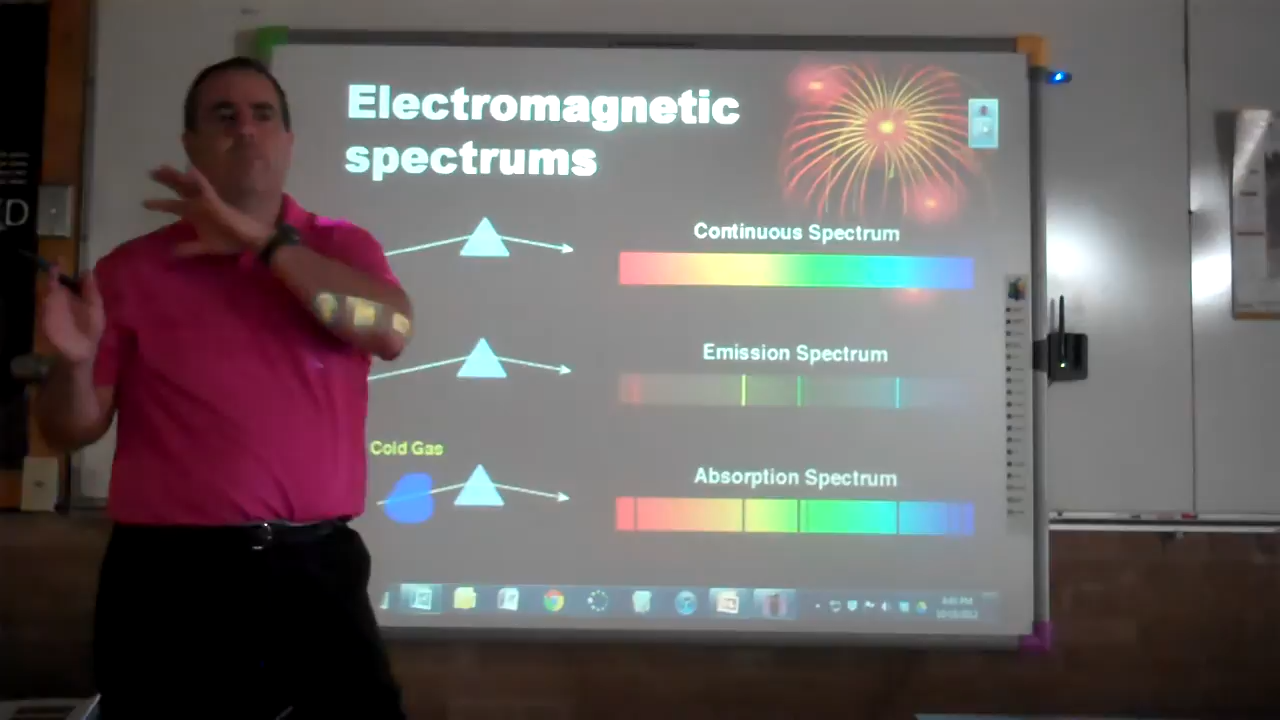 Electromagnetic
spectrums
Continuous Spectrum
Emission Spectrum
Cold Gas
Absorption Spectrum